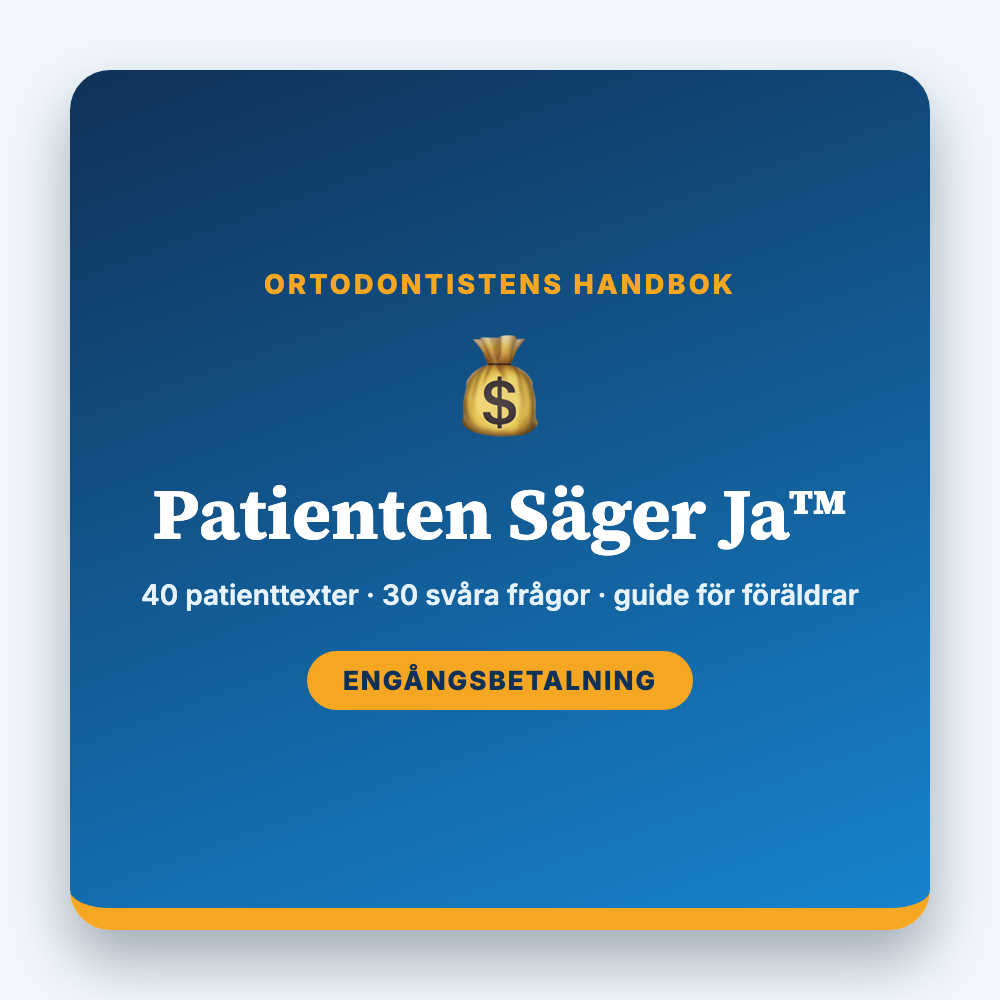 ORTODONTISTENS HANDBOK
$
Patienten Säger Ja™
40 patienttexter · 30 svåra frågor · guide för föräldrar
ENGÅNGSBETALNING